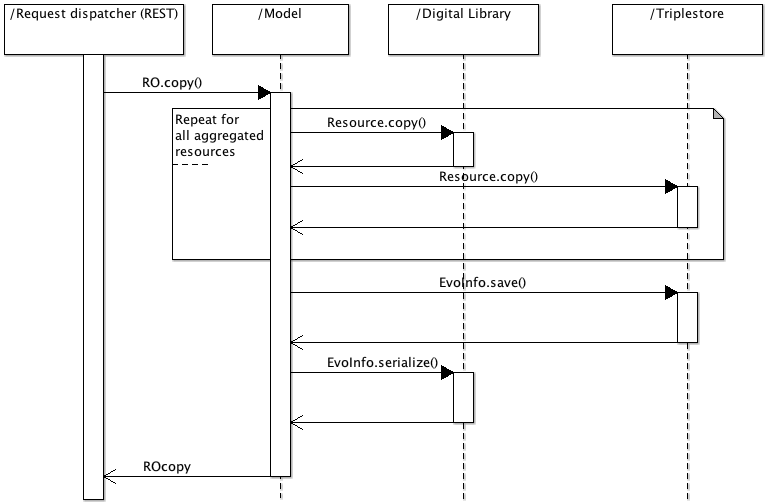 /Request dispatcher (REST)
/Model
/Digital Library
/Triplestore
RO.copy()
Repeat for
all aggregated
resources
Resource.copy()
Resource.copy()
EvoInfo.save()
EvoInfo.serialize()
ROcopy